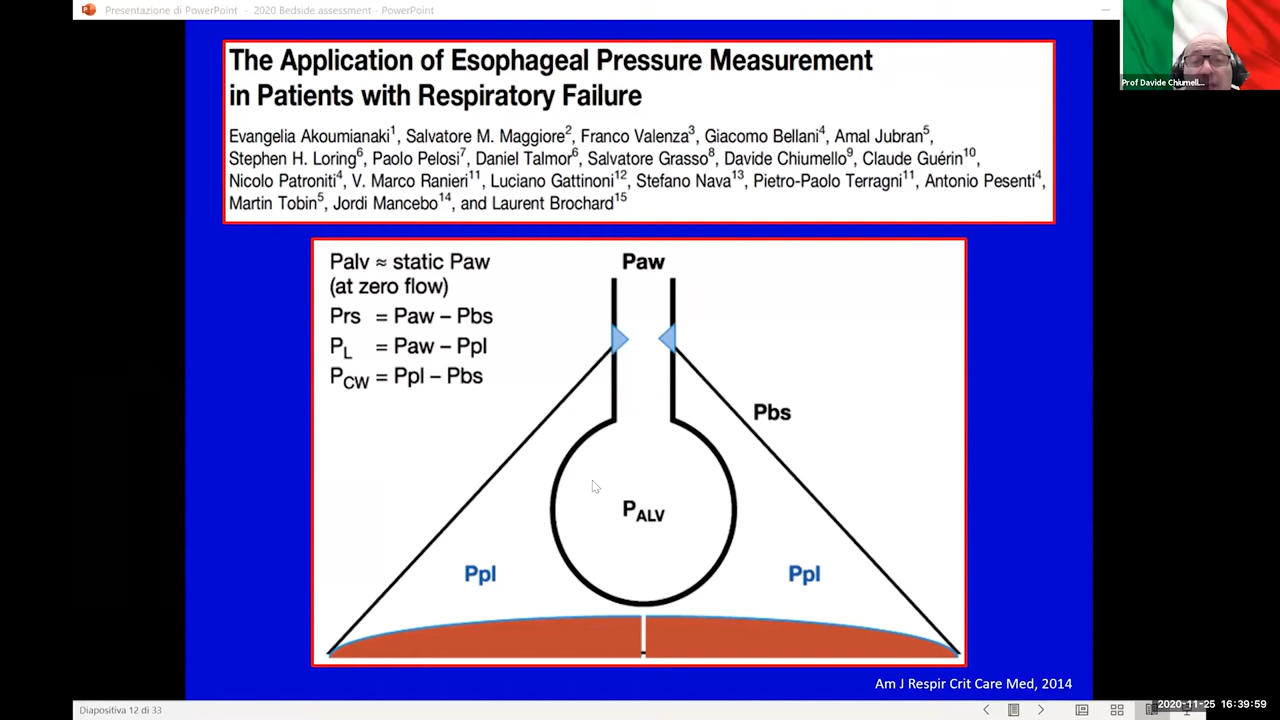 Presentazione di PowerPoint - 2020 Bedside assessment - PowerPoint
Prof Davide Chiumell...
The Application of Esophageal Pressure Measurement
in Patients with Respiratory Failure
Evangelia Akoumianaki1, Salvatore M. Maggiore2, Franco Valenza3, Giacomo Bellani4, Amal Jubran5,
Stephen H. Loring6, Paolo Pelosi7, Daniel Talmor6, Salvatore Grasso8, Davide Chiumello9, Claude Guérin10,
Nicolo Patroniti4, V. Marco Ranieri11, Luciano Gattinoni12, Stefano Nava13, Pietro-Paolo Terragni11, Antonio Pesenti4,
Martin Tobin5, Jordi Mancebo14, and Laurent Brochard15
Palv ≈ static Paw
(at zero flow)
Prs = Paw – Pbs
PL = Paw – Ppl
PCW = Ppl – Pbs
Paw
Pbs
PALV
Ppl
Ppl
Am J Respir Crit Care Med, 2014
Diapositiva 12 di 33
2020-11-25 16:39:59